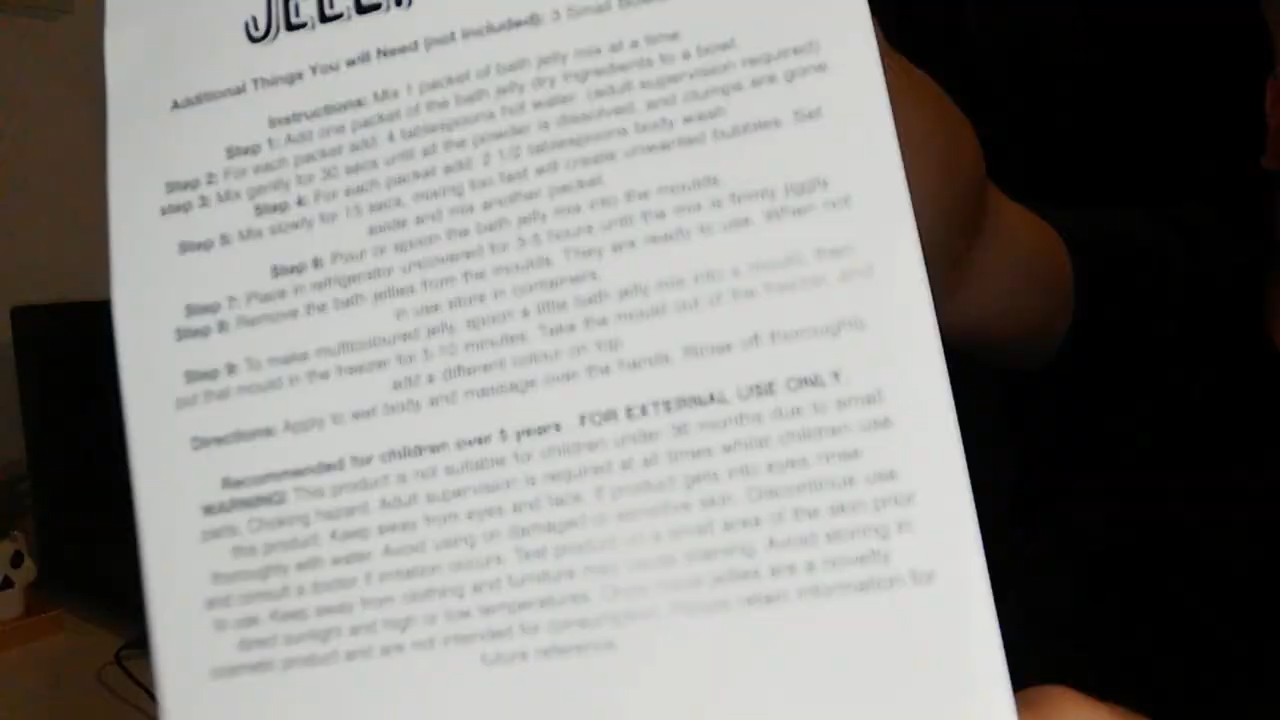 JELLY
Additional Things You will Need (not included): 3 Small Bowls
Instructions: Mix 1 packet of bath jelly mix at a time
Step 1: Add one packet of the bath jelly dry ingredients to a bowl.
Step 2: For each packet add: 4 tablespoons hot water. (adult supervision required)
step 3: Mix gently for 30 secs until all the powder is dissolved, and clumps are gone
Step 4: For each packet add: 2 1/2 tablespoons body wash
Step 5: Mix slowly for 15 secs, mixing too fast will create unwanted bubbles. Set
aside and mix another packet.
Step 6: Pour or spoon the bath jelly mix into the moulds.
Step 7: Place in refrigerator uncovered for 3-5 hours until the mix is firmly jiggly
Step 8: Remove the bath jellies from the moulds. They are ready to use. When not
in use store in containers.
Step 9: To make multicoloured jelly, spoon a little bath jelly mix into a mould, then
put that mould in the freezer for 5-10 minutes. Take the mould out of the freezer, and
add a different colour on top.
Directions: Apply to wet body and massage over the hands. Rinse off thoroughly.
Recommended for children over 5 years. FOR EXTERNAL USE ONLY.
WARNING! This product is not suitable for children under 36 months due to small
parts. Choking hazard. Adult supervision is required at all times whilst children use
this product. Keep away from eyes and face. If product gets into eyes rinse
thoroughly with water. Avoid using on damaged or sensitive skin. Discontinue use
and consult a doctor if irritation occurs. Test product on a small area of the skin prior
to use. Keep away from clothing and furniture may cause staining. Avoid storing in
direct sunlight and high or low temperatures. jellies are a novelty
cosmetic product and are not intended for consumption. Please retain information for
future reference.